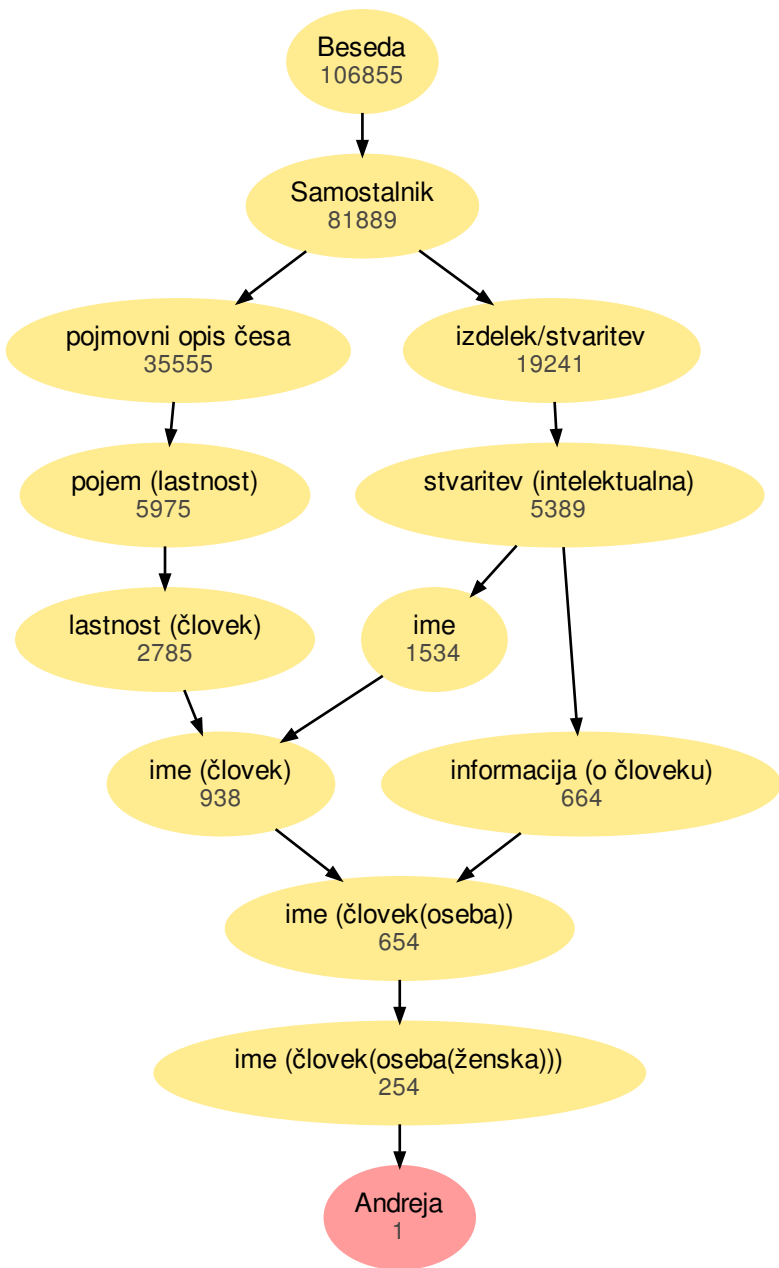 Beseda
106855
Samostalnik
81889
pojmovni opis česa
35555
izdelek/stvaritev
19241
pojem (lastnost)
5975
stvaritev (intelektualna)
5389
lastnost (človek)
2785
ime
1534
ime (človek)
938
informacija (o človeku)
664
ime (človek(oseba))
654
ime (človek(oseba(ženska)))
254
Andreja
1